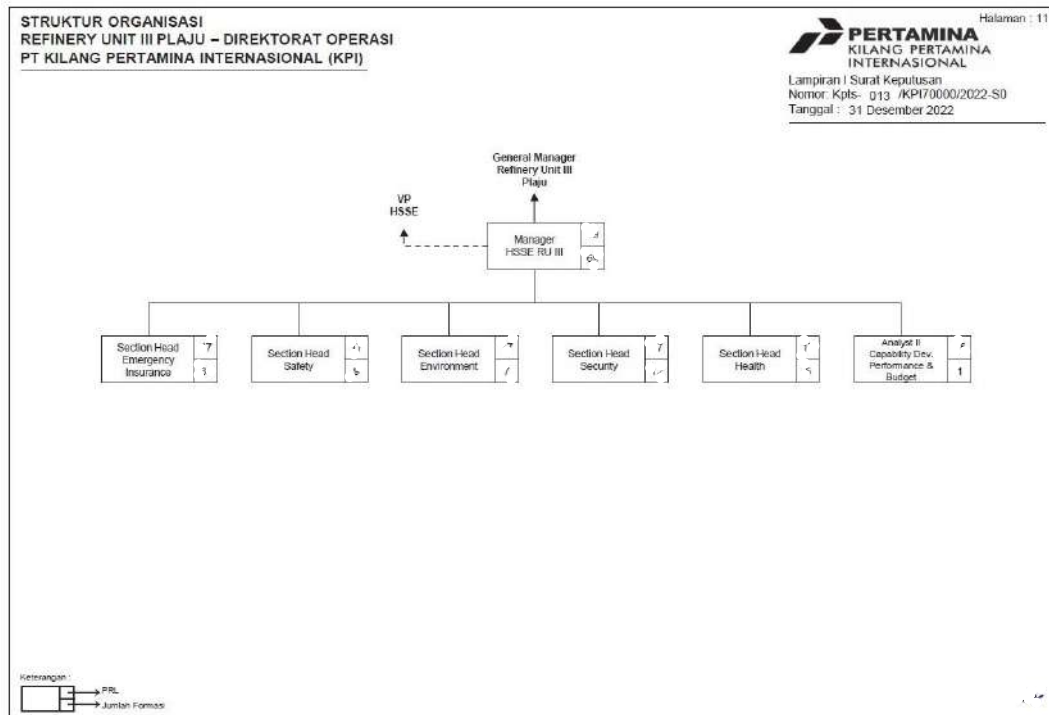 STRUKTUR ORGANISASI
REFINERY UNIT III PLAJU – DIREKTORAT OPERASI
PT KILANG PERTAMINA INTERNASIONAL (KPI)
Halaman : 11
PERTAMINA
KILANG PERTAMINA
INTERNASIONAL
Lampiran I Surat Keputusan
Nomor: Kpts- 013 /KPI70000/2022-S0
Tanggal : 31 Desember 2022
General Manager
Refinery Unit III
Plaju
VP
HSSE
Manager
HSSE RU III
Section Head
Emergency
Insurance
Section Head
Safety
Section Head
Environment
Section Head
Security
Section Head
Health
Analyst II
Capability Dev.
Performance &
Budget
1
Keterangan :
PRL
Jumlah Formasi